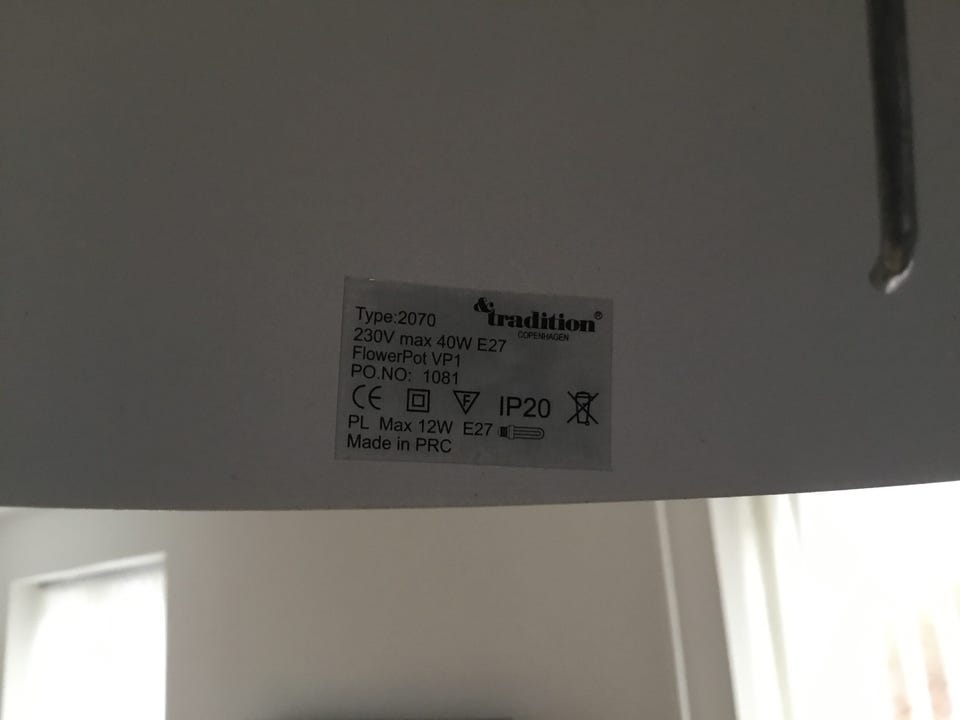 &tradition®
COPENHAGEN
Type:2070
230V max 40W E27
FlowerPot VP1
PO.NO: 1081
CE F IP20
PL Max 12W E27
Made in PRC